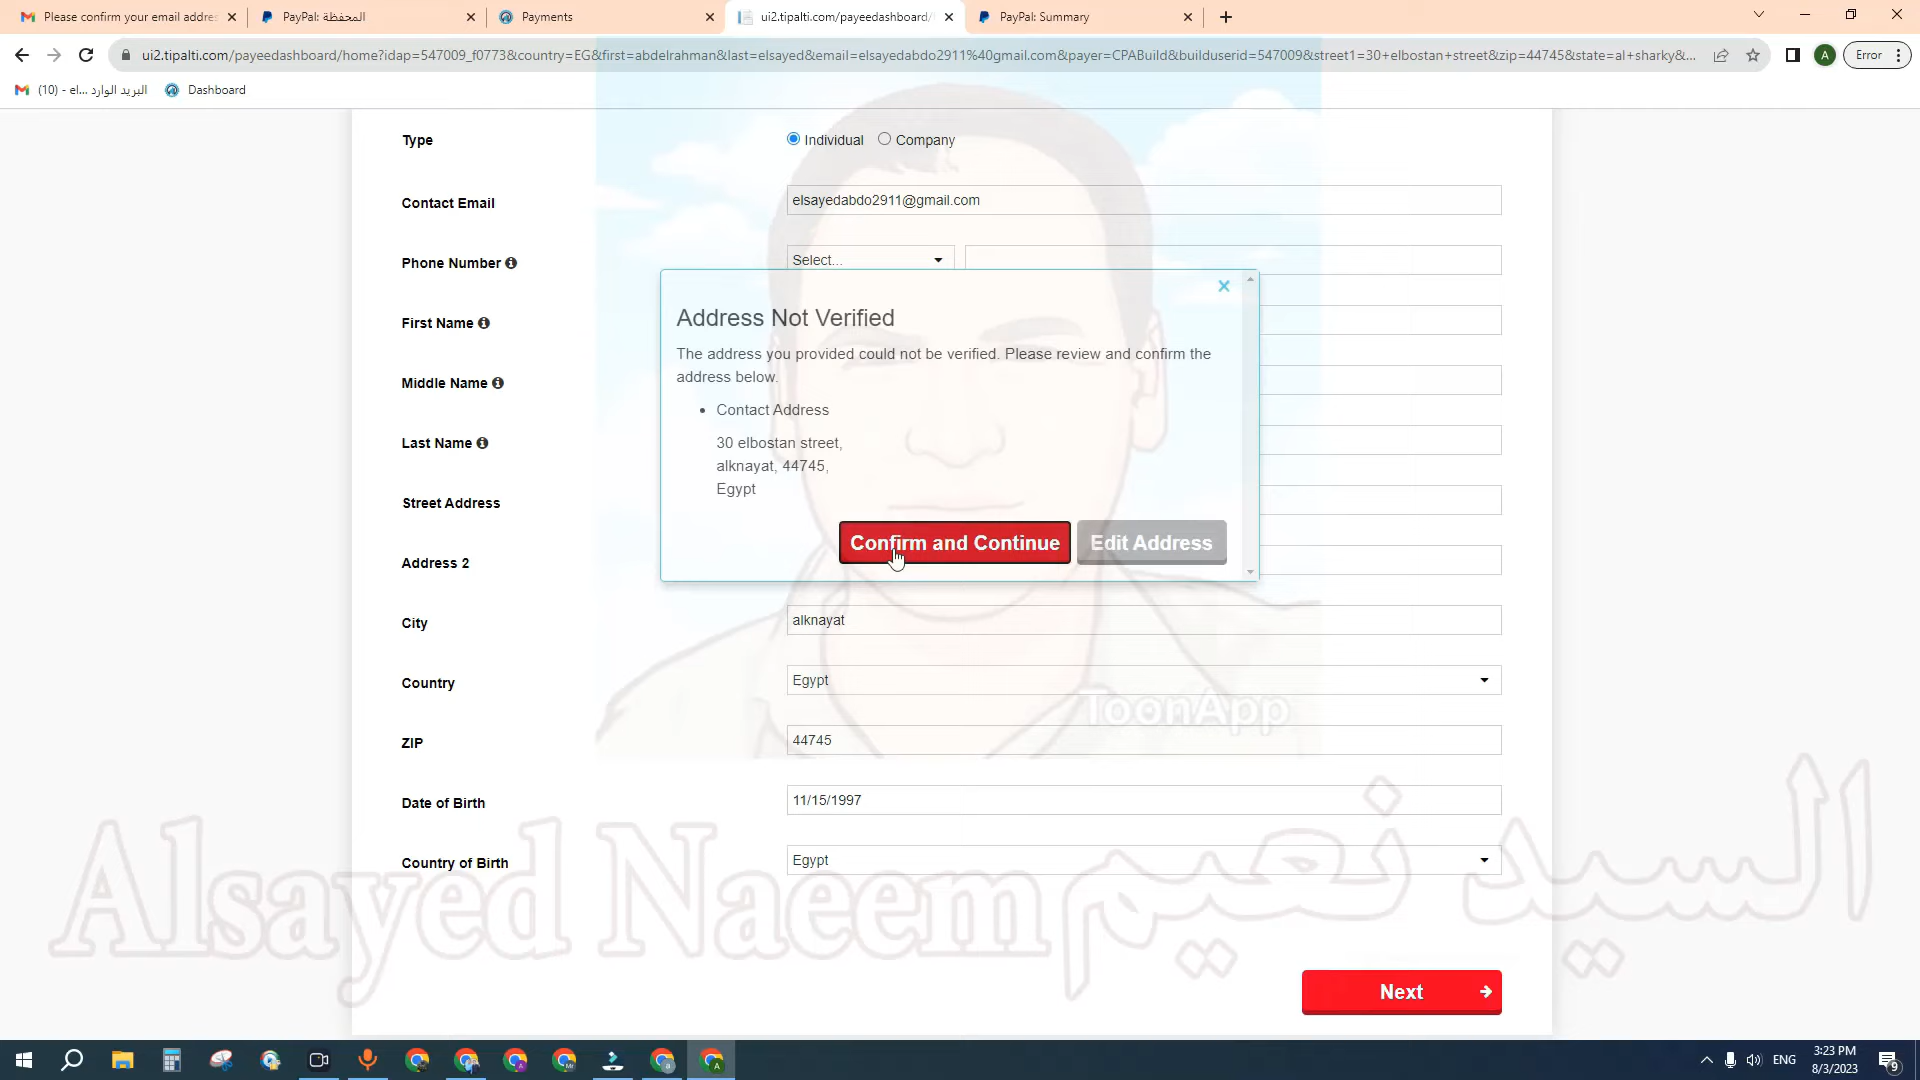 Please confirm your email addres
PayPal: المحفظة
Payments
ui2.tipalti.com/payeedashboard/
PayPal: Summary
ui2.tipalti.com/payeedashboard/home?idap=547009_f0773&country=EG&first=abdelrahman&last=elsayed&email=elsayedabdo2911%40gmail.com&payer=CPABuild&builduserid=547009&street1=30+elbostan+street&zip=44745&state=al+sharky&...
A
Error
البريد الوارد (10) - el...
Dashboard
Type
Individual
Company
Contact Email
elsayedabdo2911@gmail.com
Phone Number
Select...
First Name
Middle Name
Last Name
Street Address
Address 2
Address Not Verified
The address you provided could not be verified. Please review and confirm the
address below.
Contact Address
30 elbostan street,
alknayat, 44745,
Egypt
Confirm and Continue
Edit Address
City
alknayat
Country
Egypt
ToonApp
ZIP
44745
Date of Birth
11/15/1997
Country of Birth
Egypt
Alsayed Naeem السيد نعيم
Next
ENG
3:23 PM
8/3/2023
9